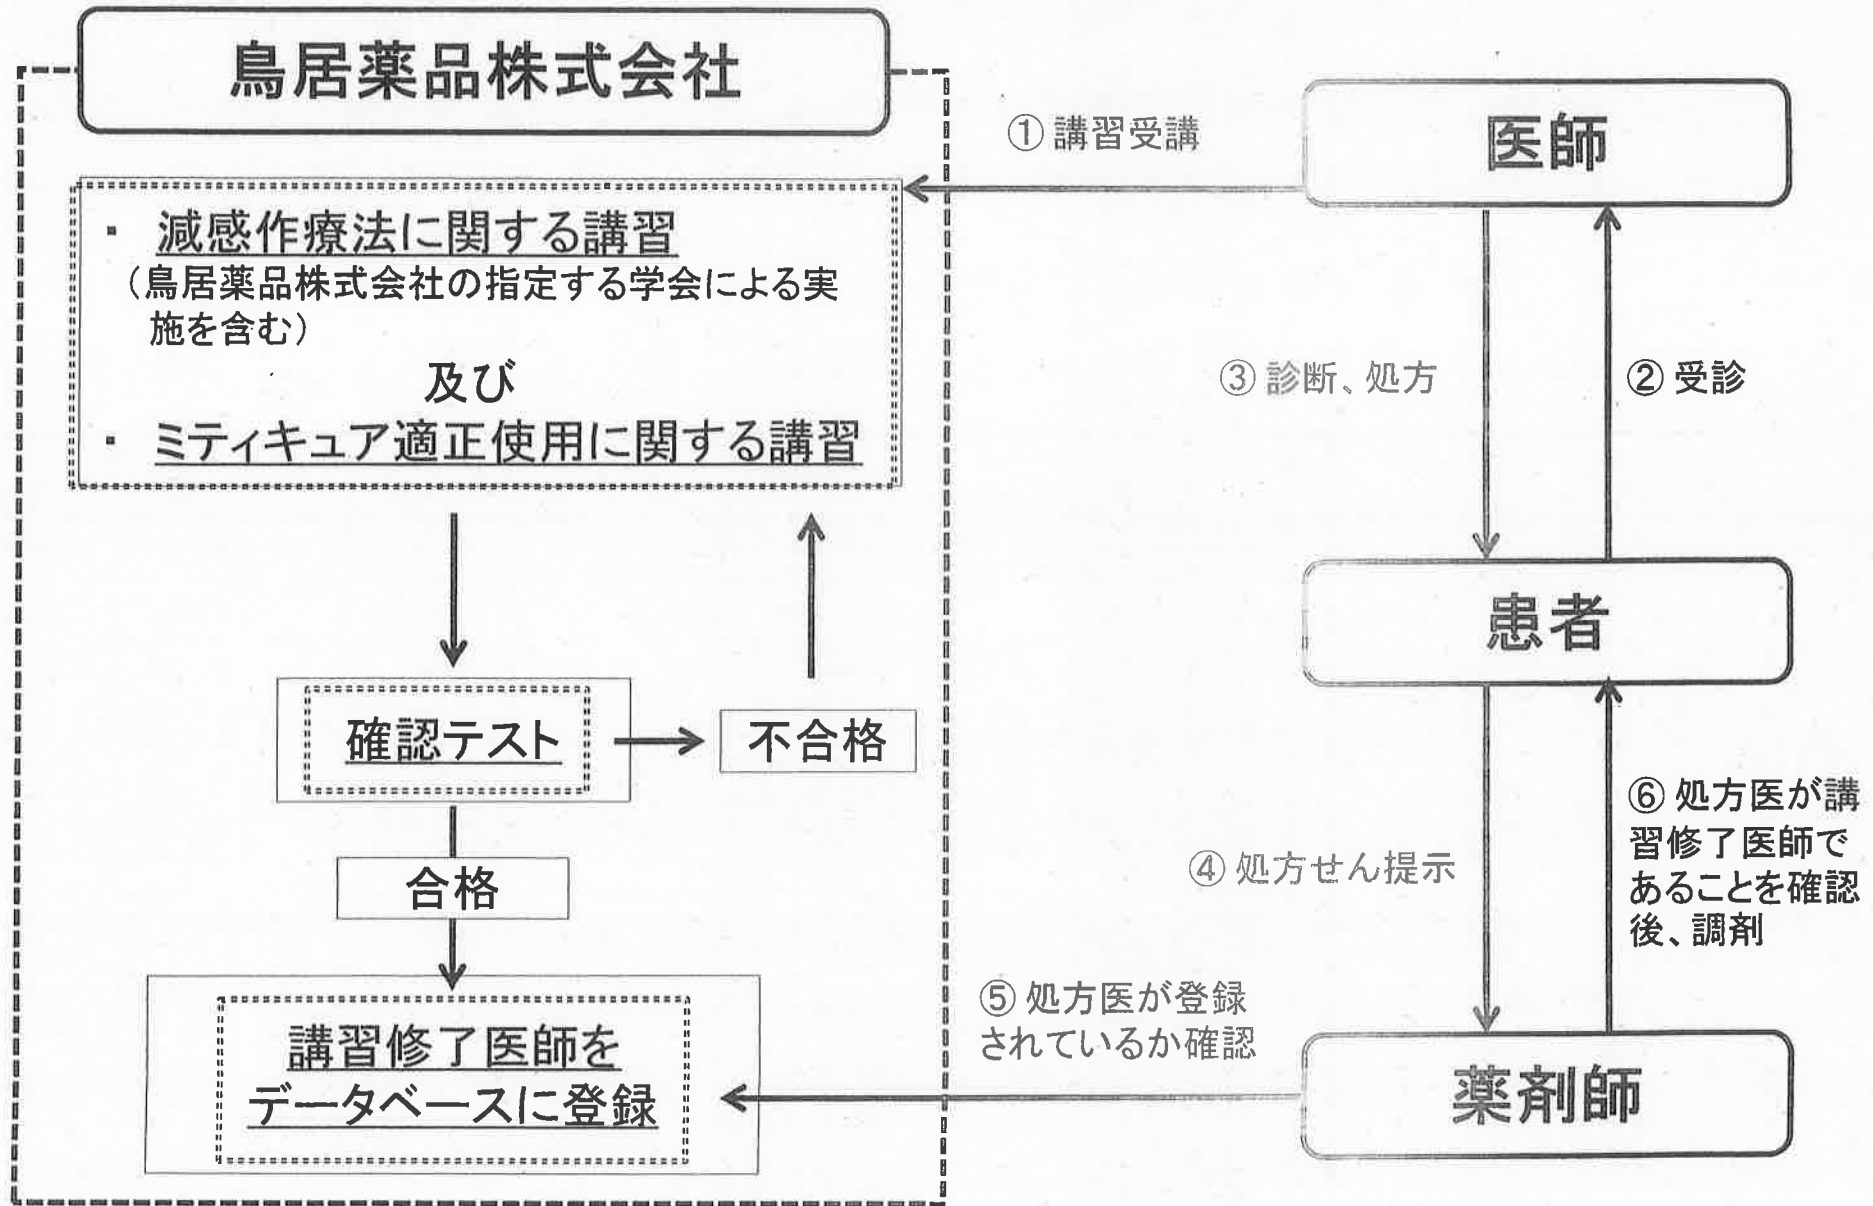 鳥居薬品株式会社
① 講習受講
医師
・ 減感作療法に関する講習
（鳥居薬品株式会社の指定する学会による実
施を含む）
及び
・ ミティキュア適正使用に関する講習
③ 診断、処方
② 受診
患者
確認テスト
不合格
合格
④ 処方せん提示
⑥ 処方医が講
習修了医師で
あることを確認
後、調剤
講習修了医師を
データベースに登録
⑤ 処方医が登録
されているか確認
薬剤師